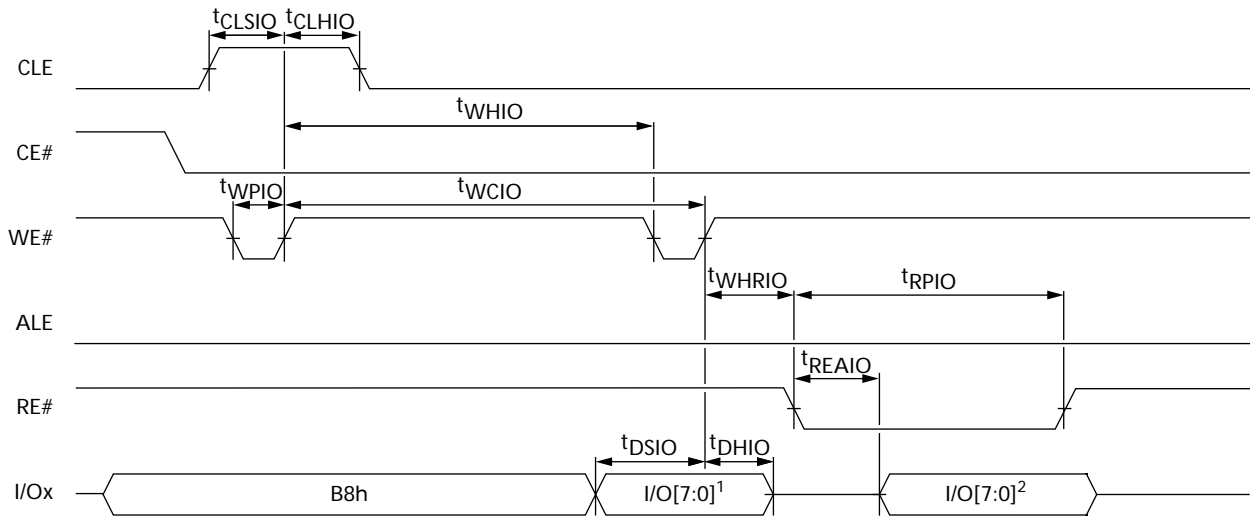 tCLSIO tCLHIO
CLE
tWHIO
CE#
tWPIO tWCIO
WE#
tWHRIO tRPIO
ALE
tREAIO
RE#
tDSIO tDHIO
I/Ox B8h I/O[7:0]1 I/O[7:0]2